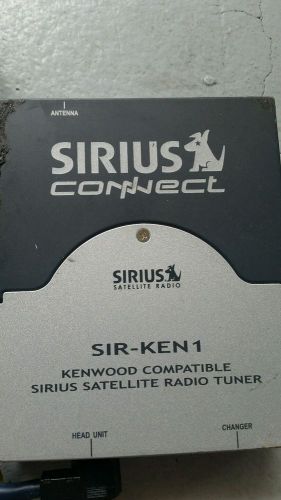 ANTENNA
SIRIUS
connect
SIRIUS
SATELLITE RADIO
SIR-KEN1
KENWOOD COMPATIBLE
SIRIUS SATELLITE RADIO TUNER
HEAD UNIT
CHANGER